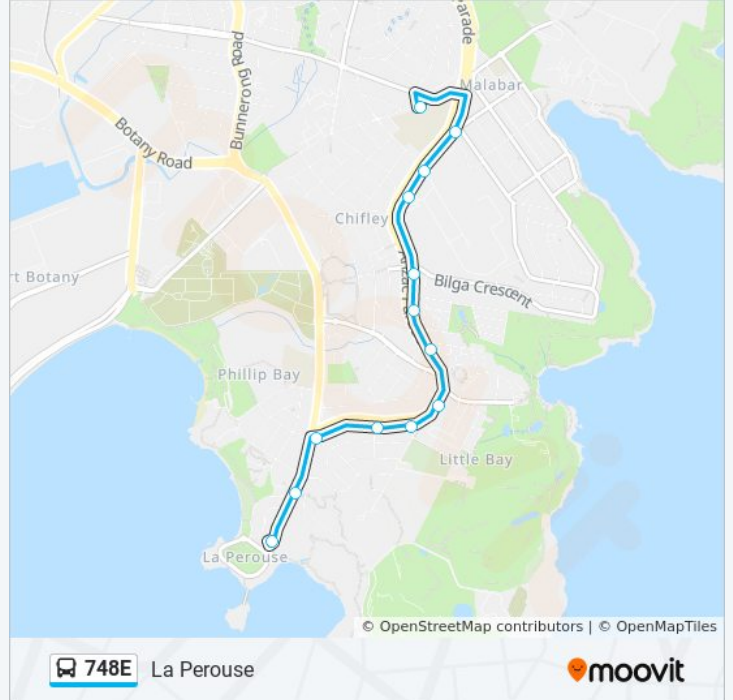 arade
Malabar
Bunnerong Road
Botany Road
Chifley
rt Botany
Bilga Crescent
Phillip Bay
Little Bay
La Perouse
© OpenStreetMap contributors | © OpenMapTiles
748E La Perouse
moovit